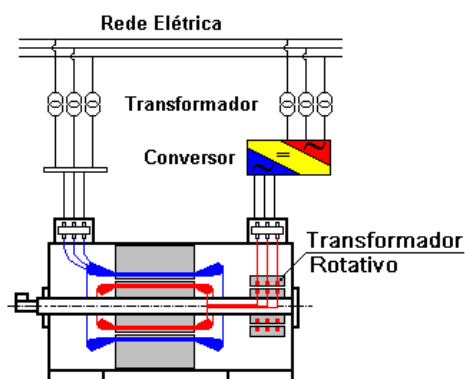 Rede Elétrica
Transformador
Conversor
Transformador
Rotativo